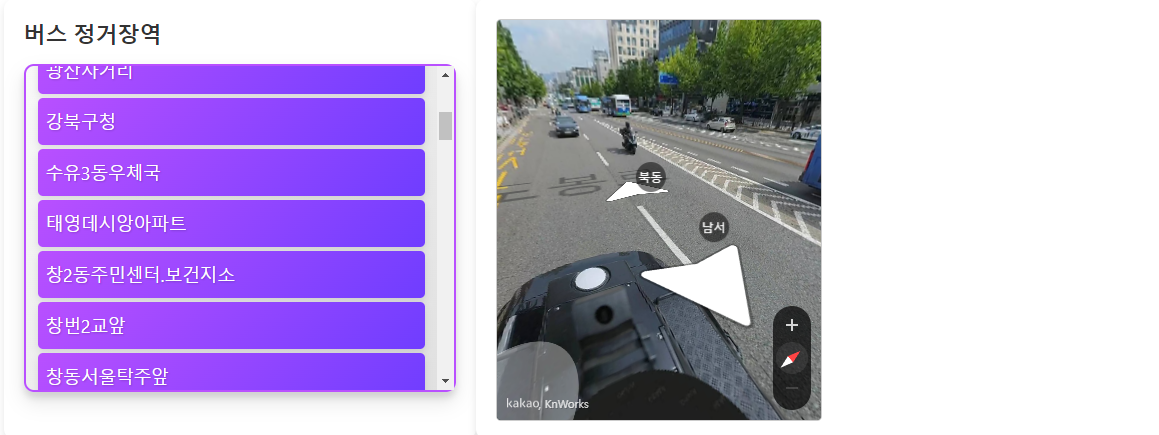 버스 정거장역
강북구청
수유3동우체국
태영데시앙아파트
창2동주민센터.보건지소
창번2교앞
창동서울탁주앞
북동
남서
kakao, KnWorks